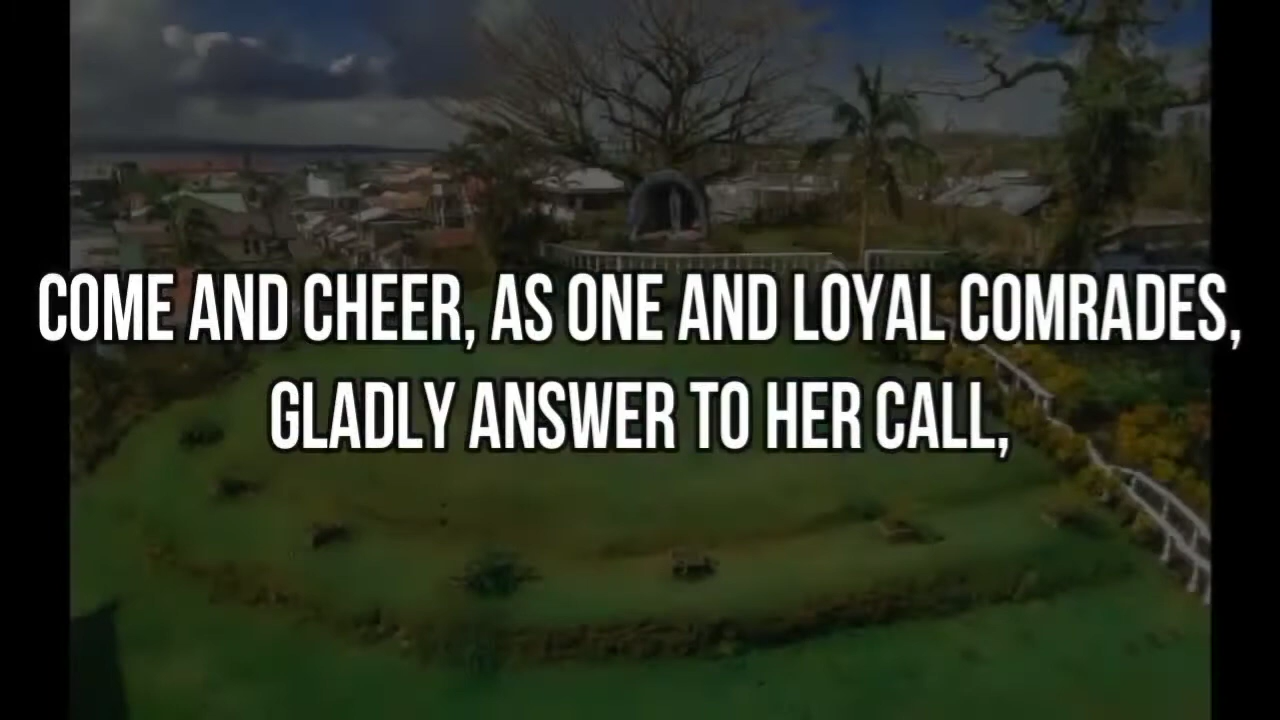 COME AND CHEER, AS ONE AND LOYAL COMRADES,
GLADLY ANSWER TO HER CALL,